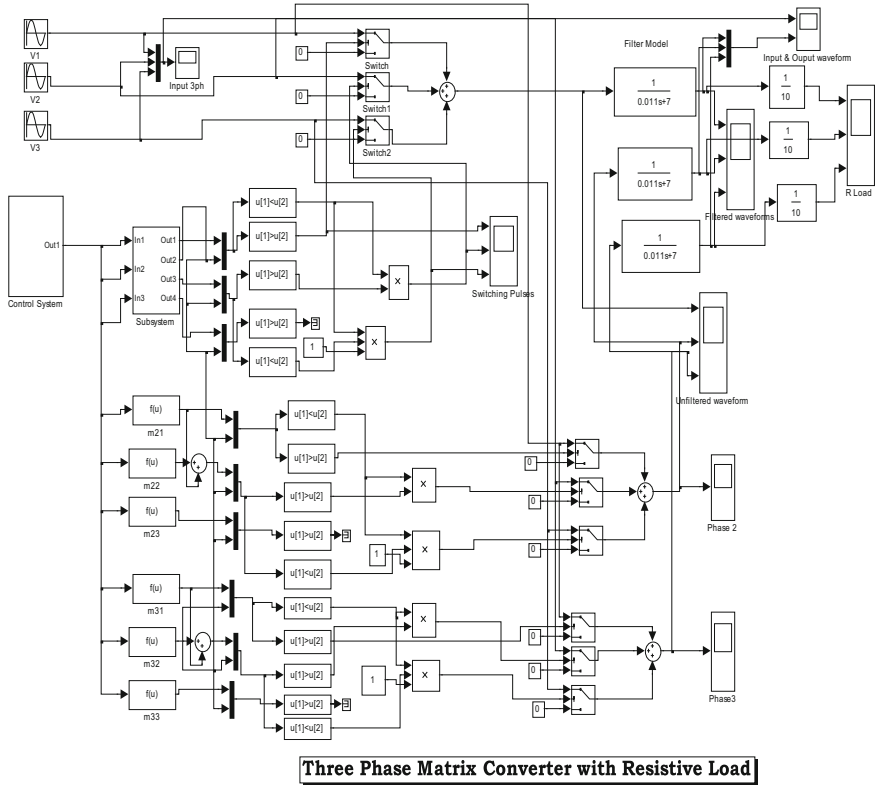 V1
V2
V3
Input 3ph
0
Switch
0
Switch1
0
Switch2
Filter Model
Input & Ouput waveform
1
0.011s+7
1
0.011s+7
1
0.011s+7
1
10
1
10
1
10
R Load
Filtered waveforms
Unfiltered waveform
Out1
Control System
In1
In2
In3
Out1
Out2
Out3
Out4
Subsystem
u[1]<u[2]
u[1]>u[2]
u[1]>u[2]
u[1]>u[2]
u[1]<u[2]
1
x
x
Switching Pulses
f(u)
m21
f(u)
m22
f(u)
m23
u[1]<u[2]
u[1]>u[2]
u[1]>u[2]
u[1]>u[2]
u[1]<u[2]
1
x
x
0
0
0
Phase 2
f(u)
m31
f(u)
m32
f(u)
m33
u[1]<u[2]
u[1]>u[2]
u[1]>u[2]
u[1]>u[2]
u[1]<u[2]
1
x
x
0
0
0
Phase3
Three Phase Matrix Converter with Resistive Load